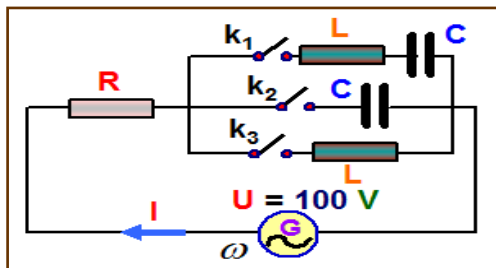 k1 L C
R k2 C
k3 L
I U = 100 V
ω G